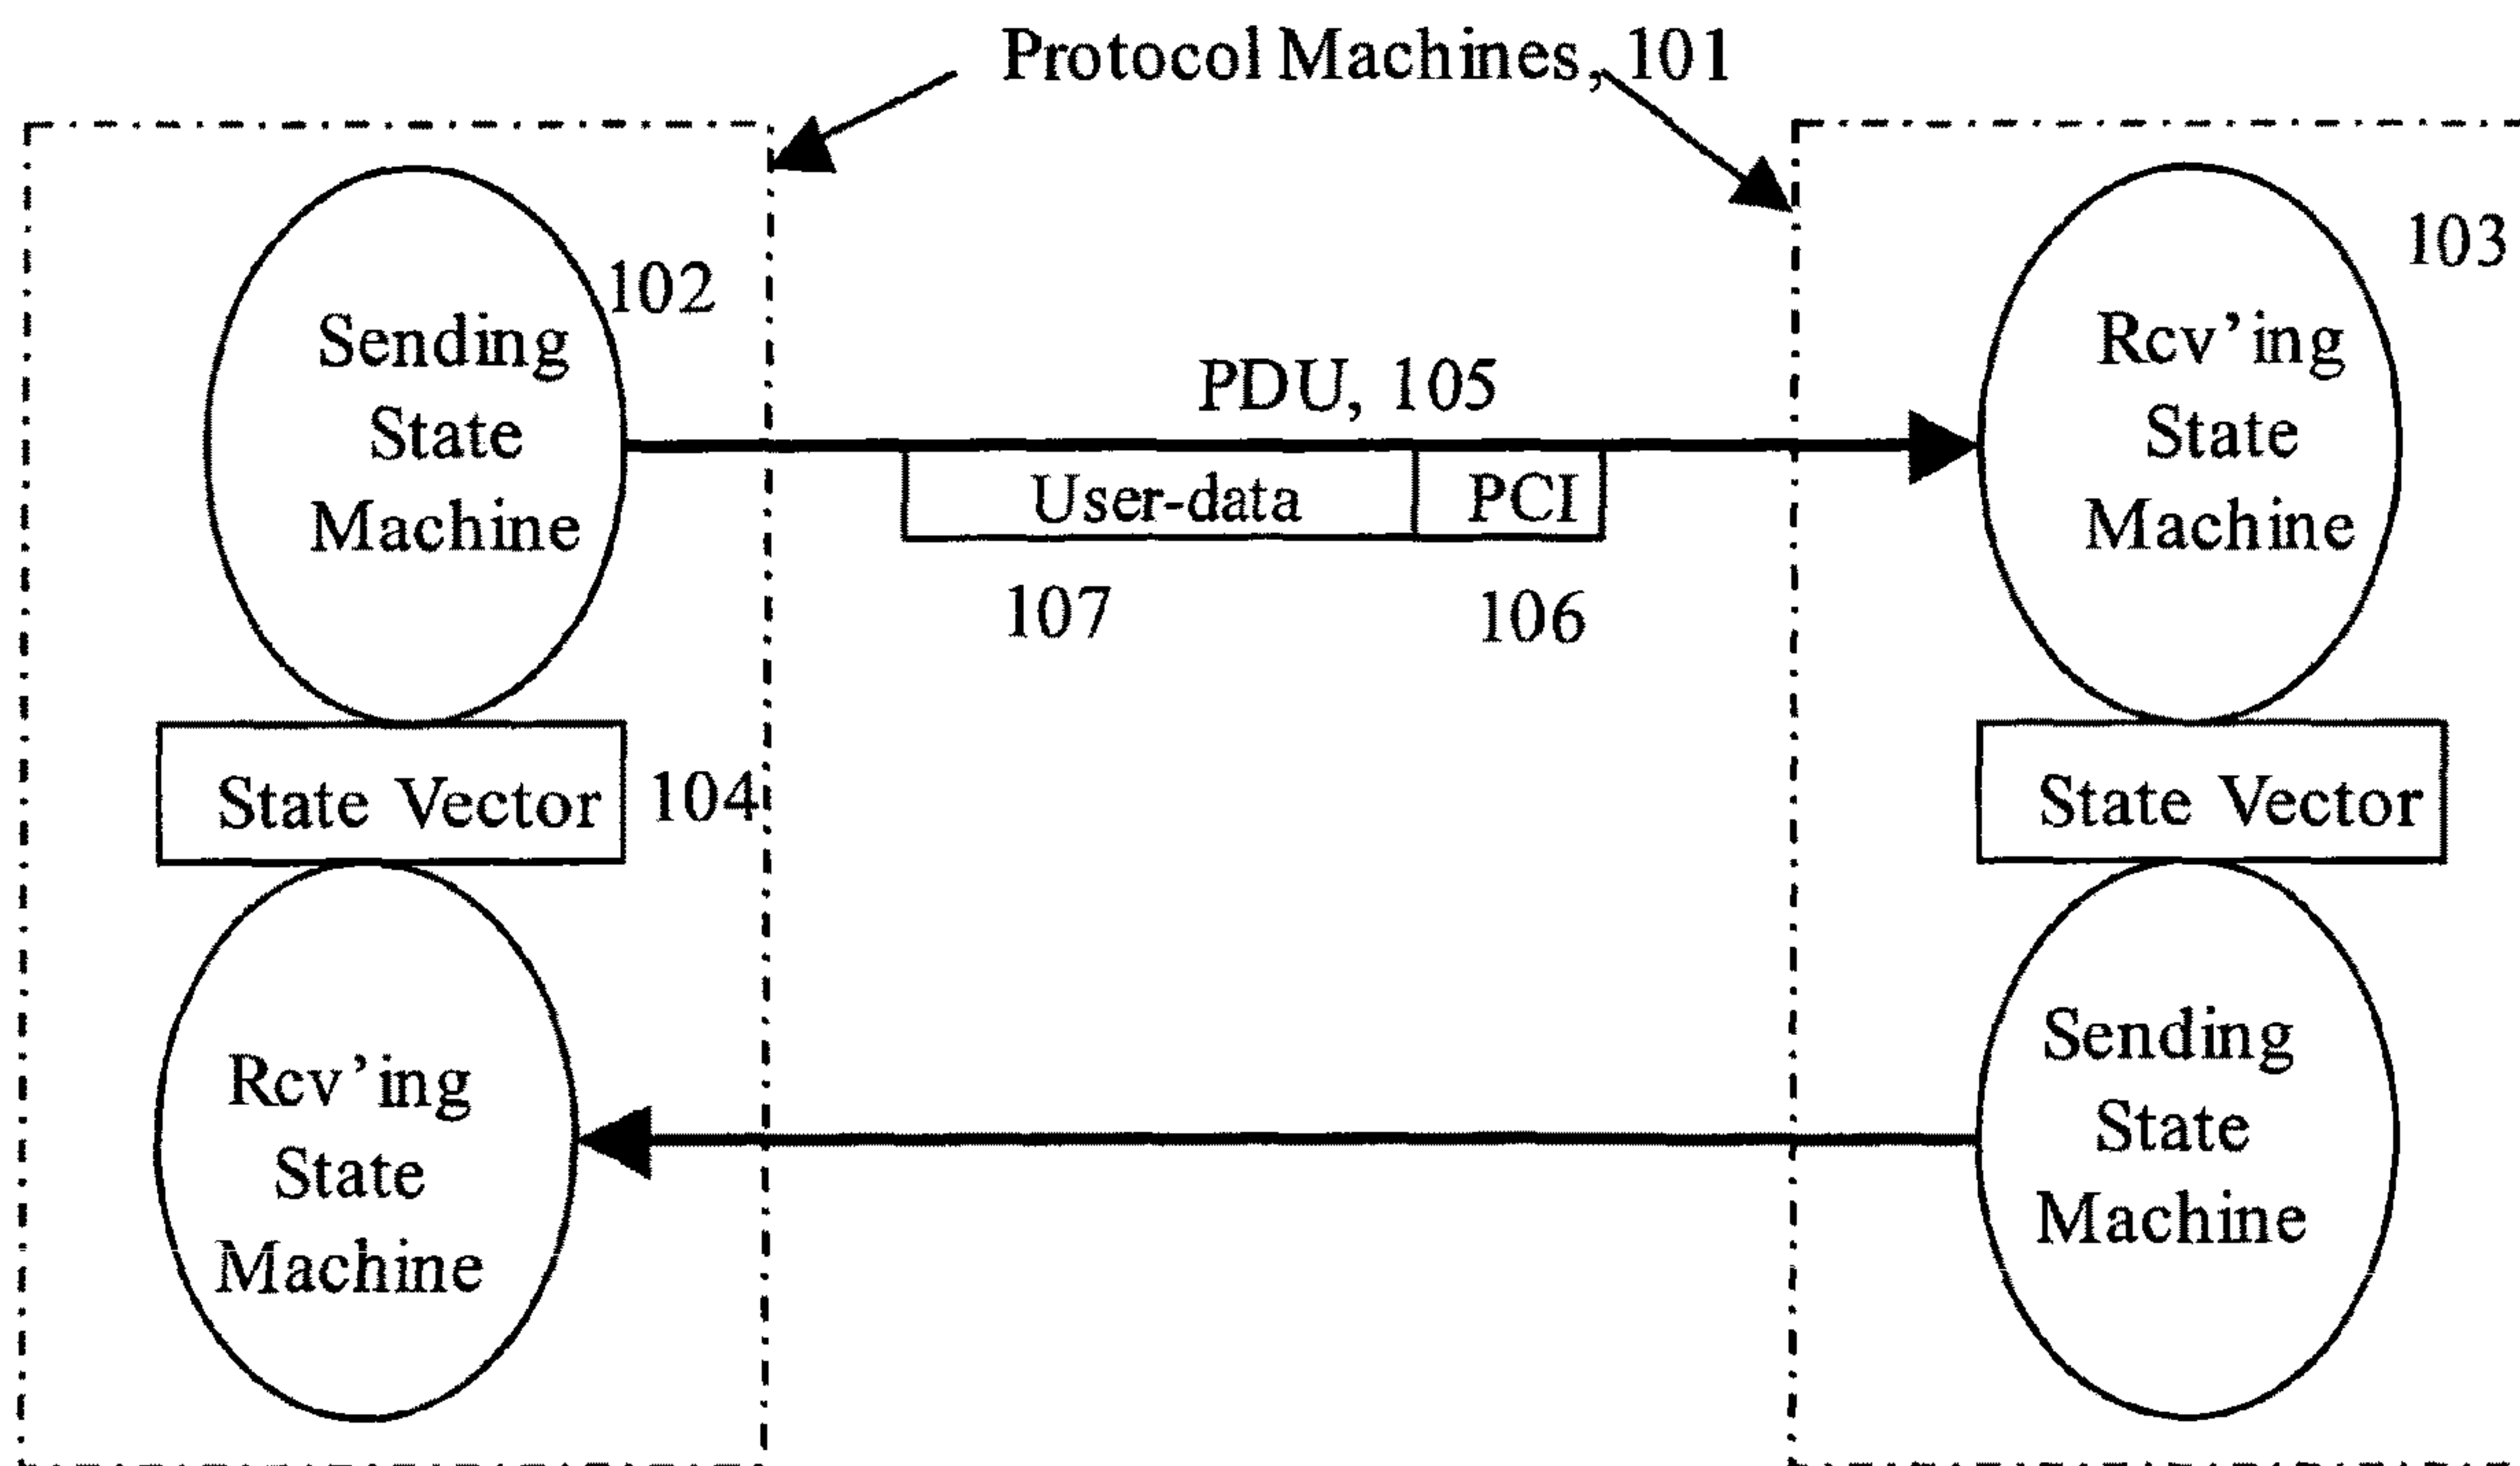 Protocol Machines, 101
102
Sending
State
Machine
103
Rcv’ing
State
Machine
PDU, 105
User-data
PCI
107
106
State Vector
104
State Vector
Rcv’ing
State
Machine
Sending
State
Machine